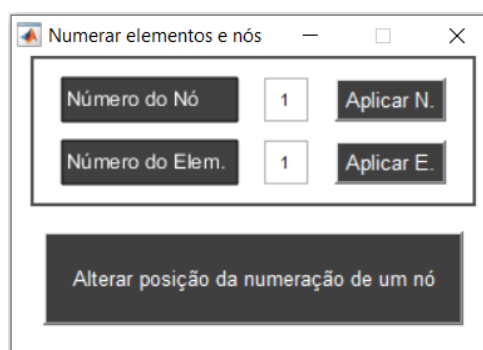 Numerar elementos e nós
Número do Nó 1 Aplicar N.
Número do Elem. 1 Aplicar E.
Alterar posição da numeração de um nó